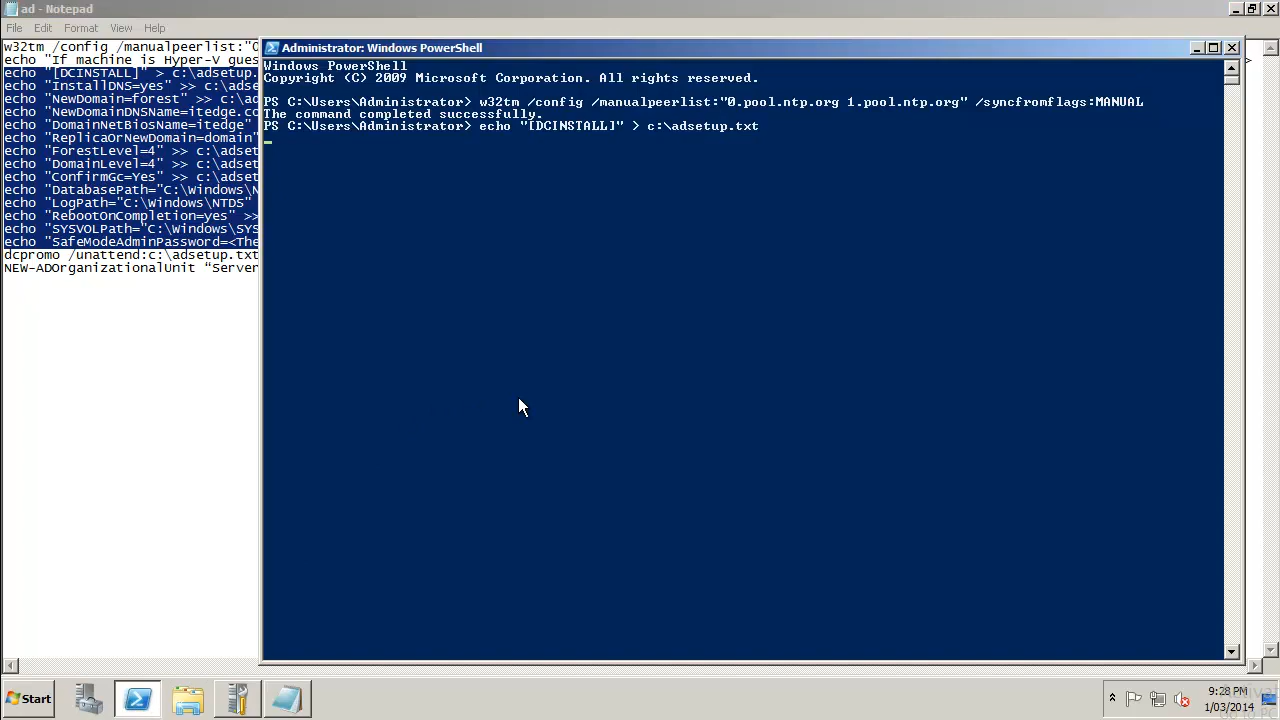 ad - Notepad
File Edit Format View Help
w32tm /config /manualpeerlist:"0
echo "If machine is Hyper-V gues
echo "[DCINSTALL]" > c:\adsetup.
echo "InstallDNS=yes" >> c:\adse
echo "NewDomain=forest" >> c:\ad
echo "NewDomainDNSName=itedge.co
echo "DomainNetBiosName=itedge"
echo "ReplicaOrNewDomain=domain"
echo "ForestLevel=4" >> c:\adset
echo "DomainLevel=4" >> c:\adset
echo "ConfirmGc=Yes" >> c:\adset
echo "DatabasePath="C:\Windows\N
echo "LogPath="C:\Windows\NTDS"
echo "RebootOnCompletion=yes" >>
echo "SYSVOLPath="C:\Windows\SYS
echo "SafeModeAdminPassword=<The
dcpromo /unattend:c:\adsetup.txt
NEW-ADOrganizationalUnit "Server
Administrator: Windows PowerShell
Windows PowerShell
Copyright (C) 2009 Microsoft Corporation. All rights reserved.
PS C:\Users\Administrator> w32tm /config /manualpeerlist:"0.pool.ntp.org 1.pool.ntp.org" /syncfromflags:MANUAL
The command completed successfully.
PS C:\Users\Administrator> echo "[DCINSTALL]" > c:\adsetup.txt
>
Start
9:28 PM
1/03/2014